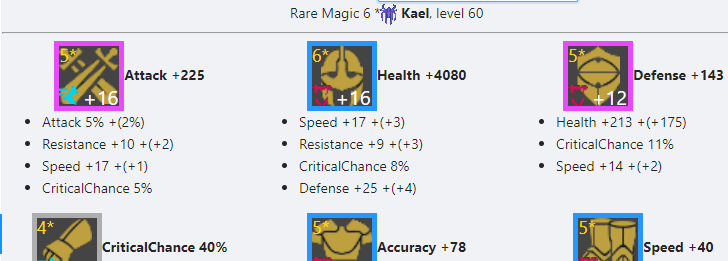 Rare Magic 6 * Kael, level 60
5* +16 Attack +225
6* +16 Health +4080
5* +12 Defense +143
Attack 5% +(2%)
Resistance +10 +(+2)
Speed +17 +(+1)
CriticalChance 5%
Speed +17 +(+3)
Resistance +9 +(+3)
CriticalChance 8%
Defense +25 +(+4)
Health +213 +(+175)
CriticalChance 11%
Speed +14 +(+2)
4* CriticalChance 40%
5* Accuracy +78
5* Speed +40